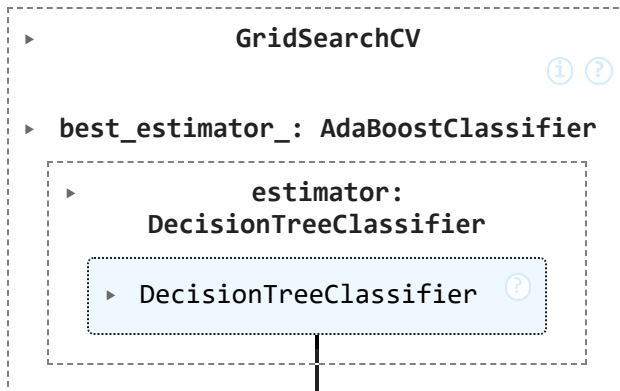 GridSearchCV
i ?
best_estimator_: AdaBoostClassifier
estimator:
DecisionTreeClassifier
DecisionTreeClassifier ?